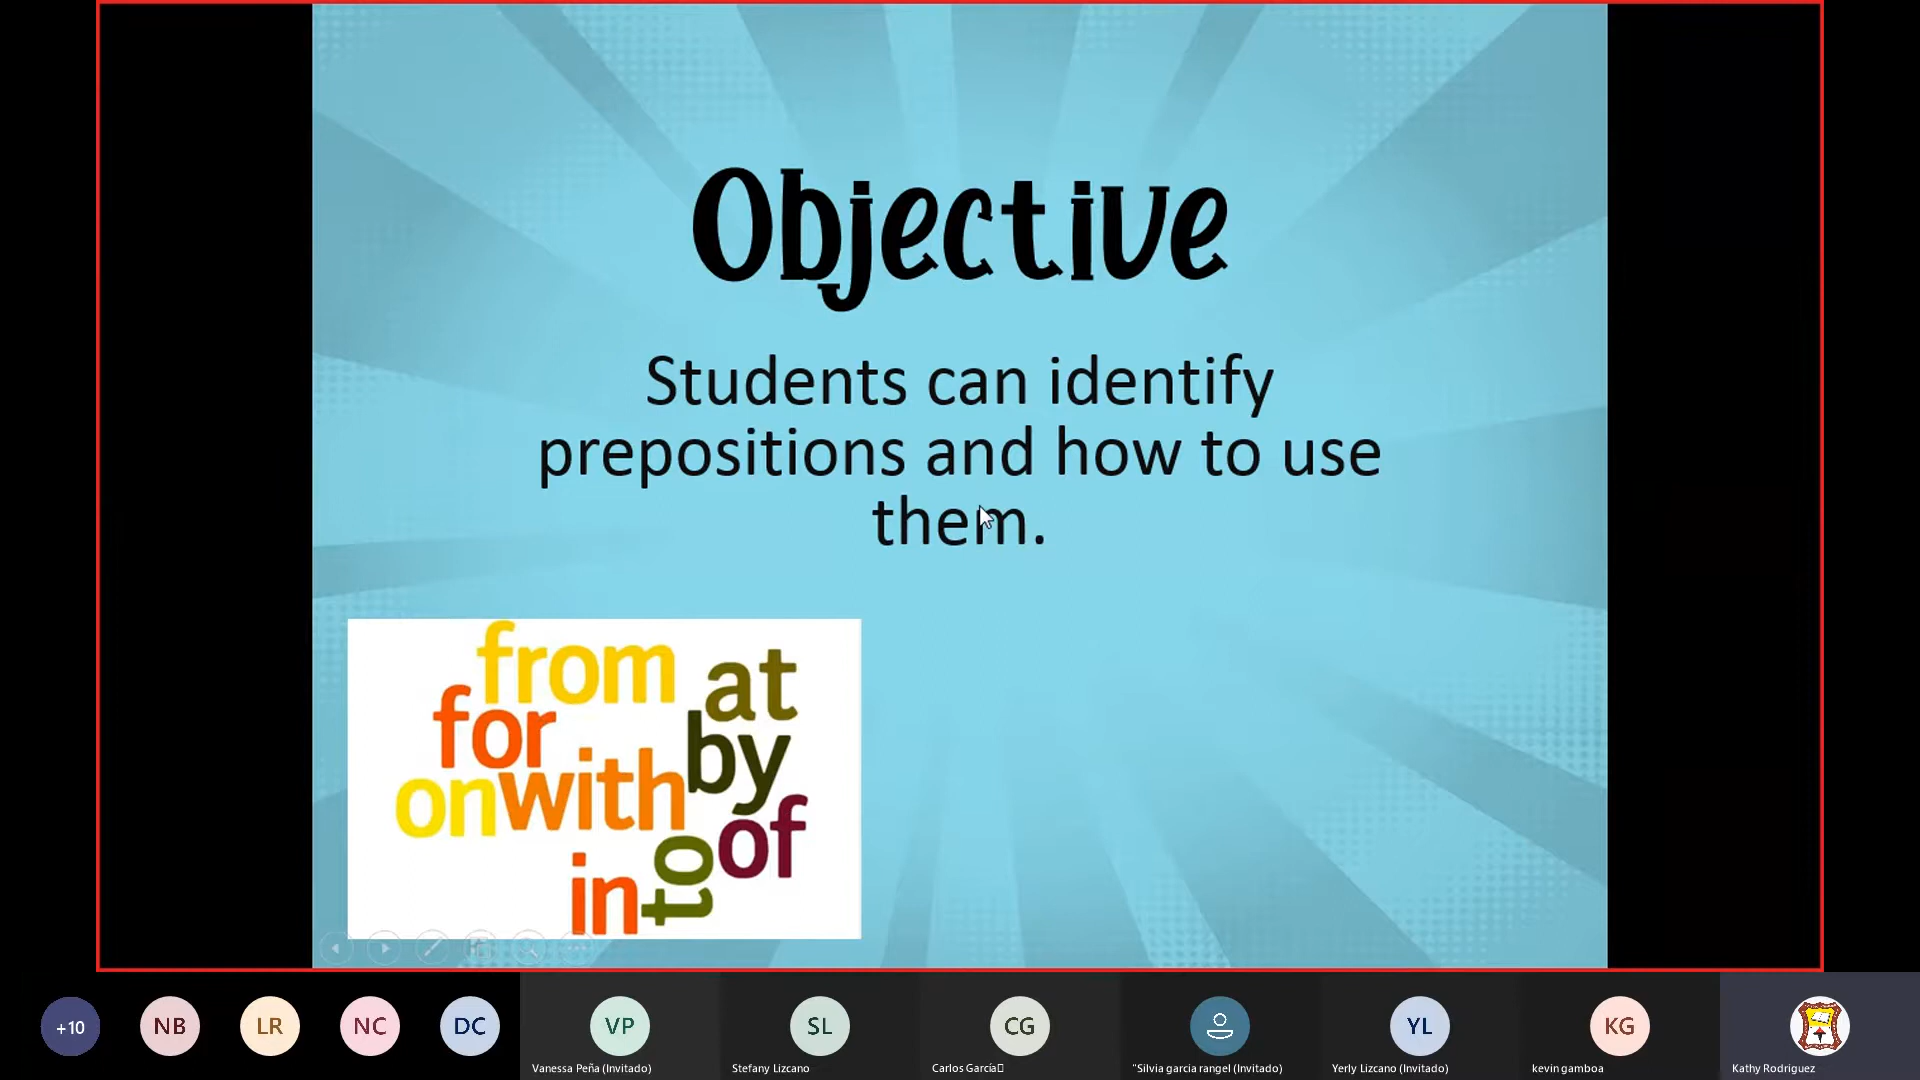 Objective
Students can identify
prepositions and how to use
them.
from
at
for
by
on
with
of
to
in
+10
NB
LR
NC
DC
VP
SL
CG
YL
KG
Vanessa Peña (Invitado)
Stefany Lizcano
Carlos García
"Silvia garcia rangel (Invitado)
Yerly Lizcano (Invitado)
kevin gamboa
Kathy Rodriguez